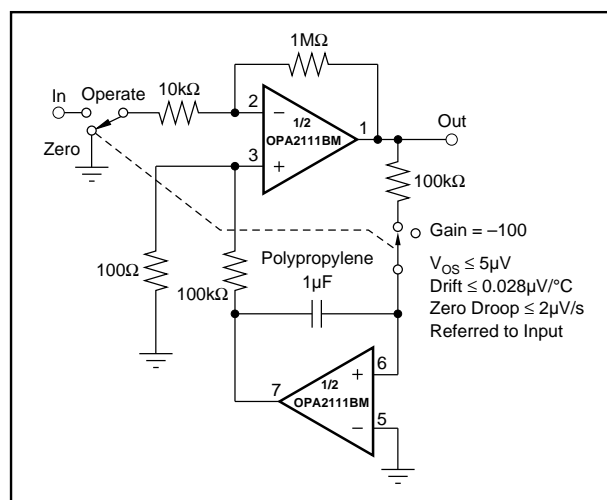 1MΩ
In
Operate
10kΩ
Zero
2
–
1/2
OPA2111BM
1
Out
3
+
100kΩ
100Ω
100kΩ
Polypropylene
1µF
Gain = –100
V_OS ≤ 5µV
Drift ≤ 0.028µV/°C
Zero Droop ≤ 2µV/s
Referred to Input
7
1/2
OPA2111BM
+
6
–
5